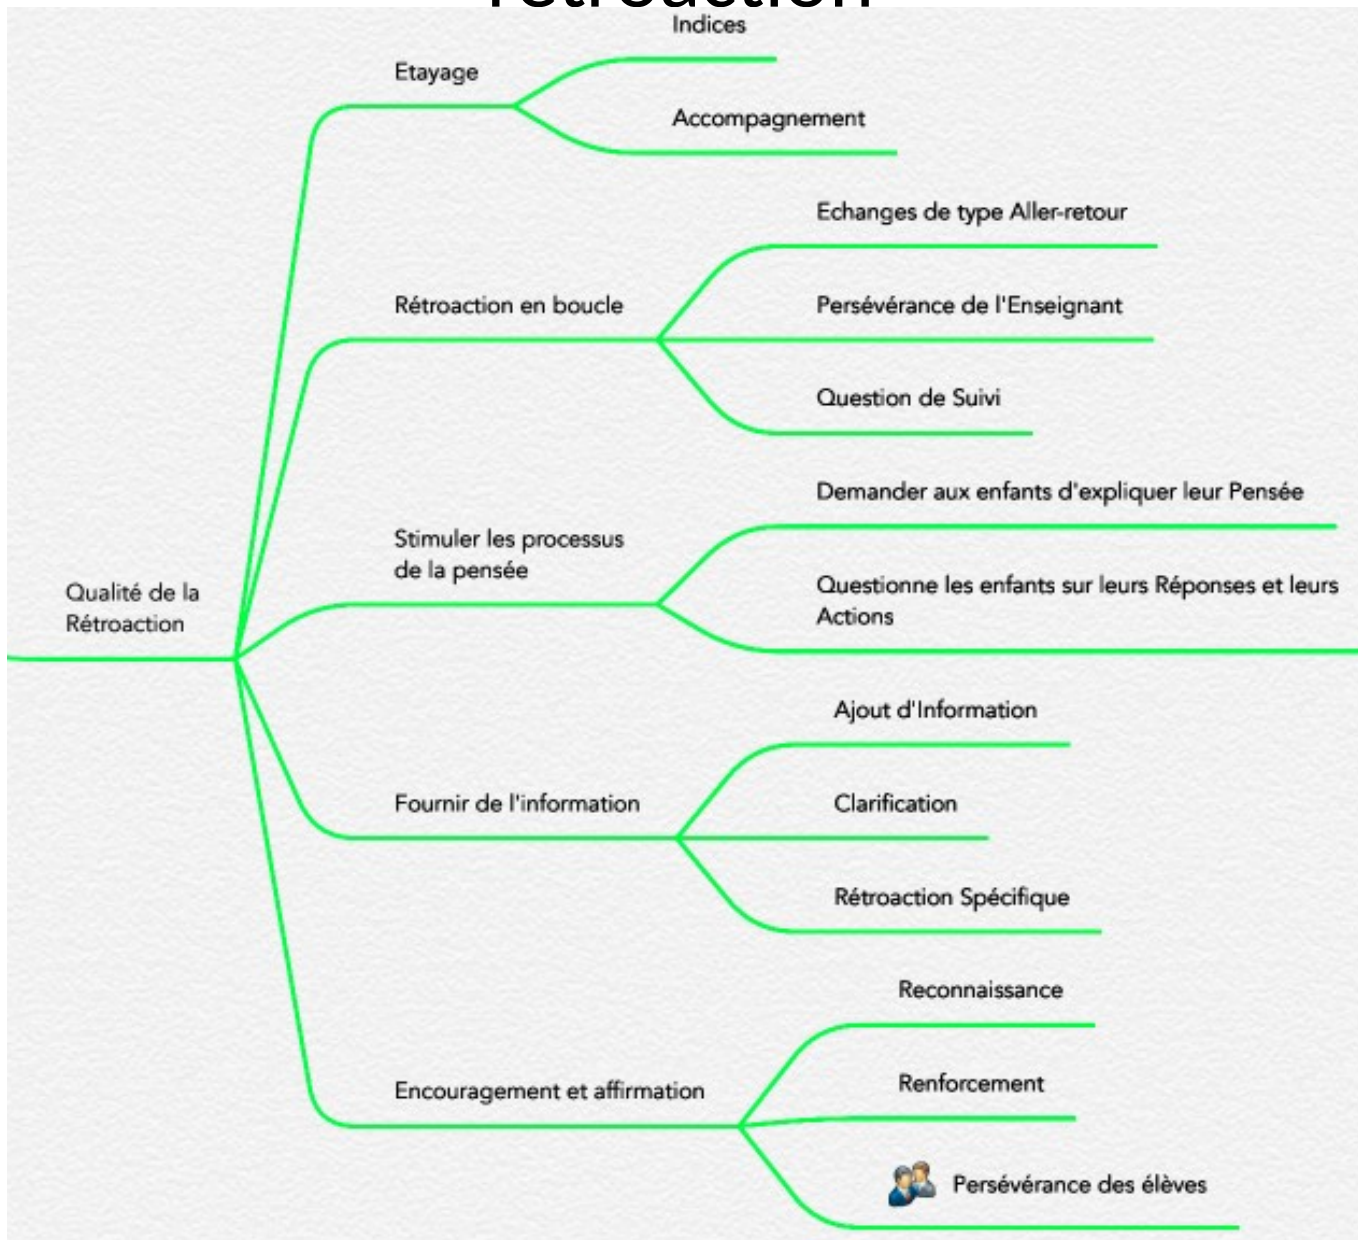 rétroaction
Indices
Etayage
Accompagnement
Echanges de type Aller-retour
Rétroaction en boucle
Persévérance de l'Enseignant
Question de Suivi
Demander aux enfants d'expliquer leur Pensée
Stimuler les processus
de la pensée
Questionne les enfants sur leurs Réponses et leurs
Actions
Qualité de la
Rétroaction
Ajout d'Information
Fournir de l'information
Clarification
Rétroaction Spécifique
Reconnaissance
Encouragement et affirmation
Renforcement
Persévérance des élèves